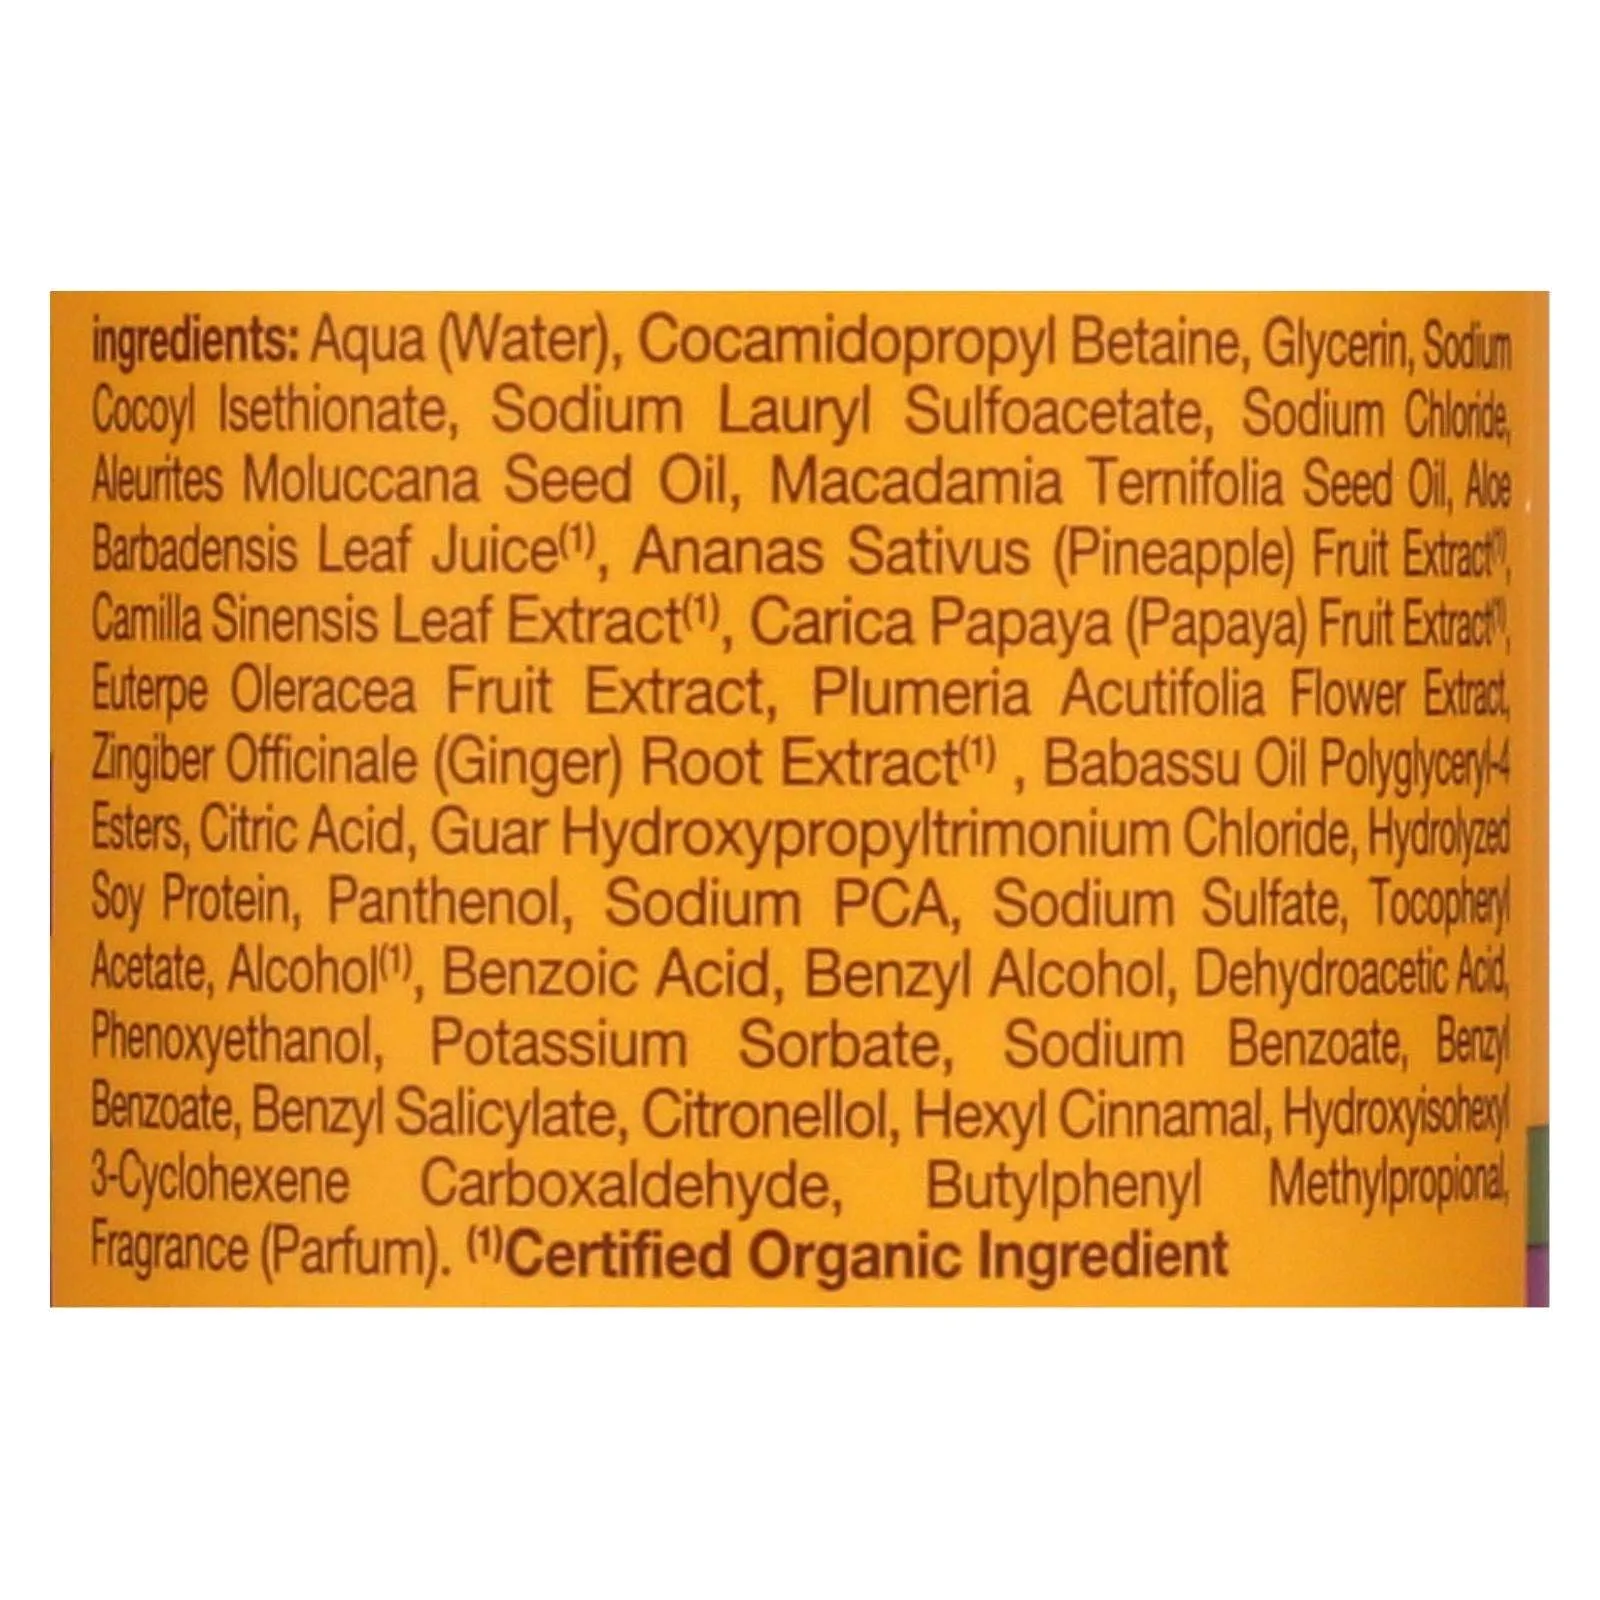 ingredients: Aqua (Water), Cocamidopropyl Betaine, Glycerin, Sodium
Cocoyl Isethionate, Sodium Lauryl Sulfoacetate, Sodium Chloride,
Aleurites Moluccana Seed Oil, Macadamia Ternifolia Seed Oil, Aloe
Barbadensis Leaf Juice(1), Ananas Sativus (Pineapple) Fruit Extract(1),
Camilla Sinensis Leaf Extract(1), Carica Papaya (Papaya) Fruit Extract(1),
Euterpe Oleracea Fruit Extract, Plumeria Acutifolia Flower Extract,
Zingiber Officinale (Ginger) Root Extract(1) , Babassu Oil Polyglyceryl-4
Esters, Citric Acid, Guar Hydroxypropyltrimonium Chloride, Hydrolyzed
Soy Protein, Panthenol, Sodium PCA, Sodium Sulfate, Tocopheryl
Acetate, Alcohol(1), Benzoic Acid, Benzyl Alcohol, Dehydroacetic Acid,
Phenoxyethanol, Potassium Sorbate, Sodium Benzoate, Benzyl
Benzoate, Benzyl Salicylate, Citronellol, Hexyl Cinnamal, Hydroxyisohexyl
3-Cyclohexene Carboxaldehyde, Butylphenyl Methylpropional,
Fragrance (Parfum). (1)Certified Organic Ingredient